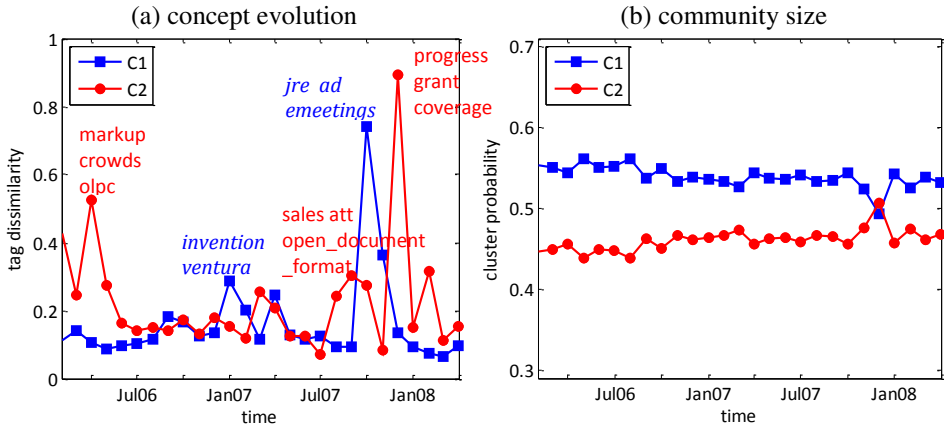 (a) concept evolution
1
0.8
0.6
0.4
0.2
0
tag dissimilarity
C1
C2
markup
crowds
olpc
invention
ventura
sales att
open_document
_format
jre ad
emeetings
progress
grant
coverage
Jul06
Jan07
Jul07
Jan08
time
(b) community size
0.7
0.6
0.5
0.4
0.3
cluster probability
C1
C2
Jul06
Jan07
Jul07
Jan08
time